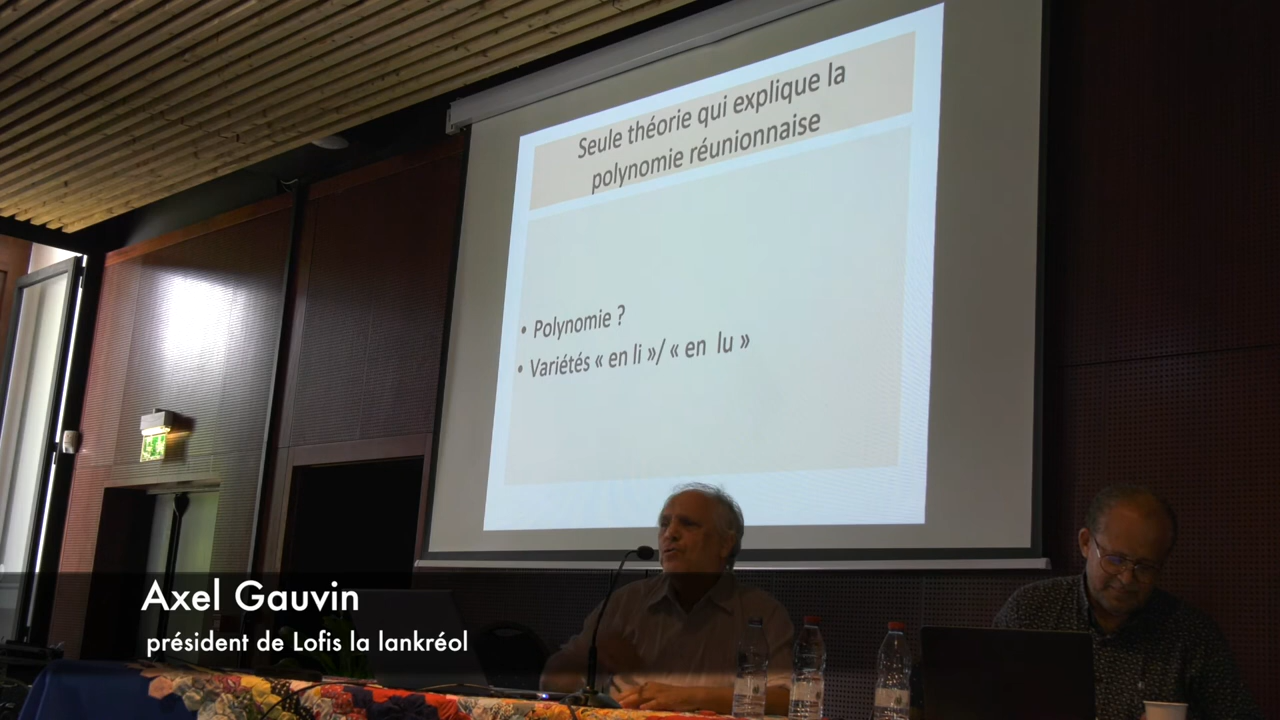 Seule théorie qui explique la
polynomie réunionnaise
• Polynomie ?
• Variétés « en li »/ « en lu »
Axel Gauvin
président de Lofis la lankréol